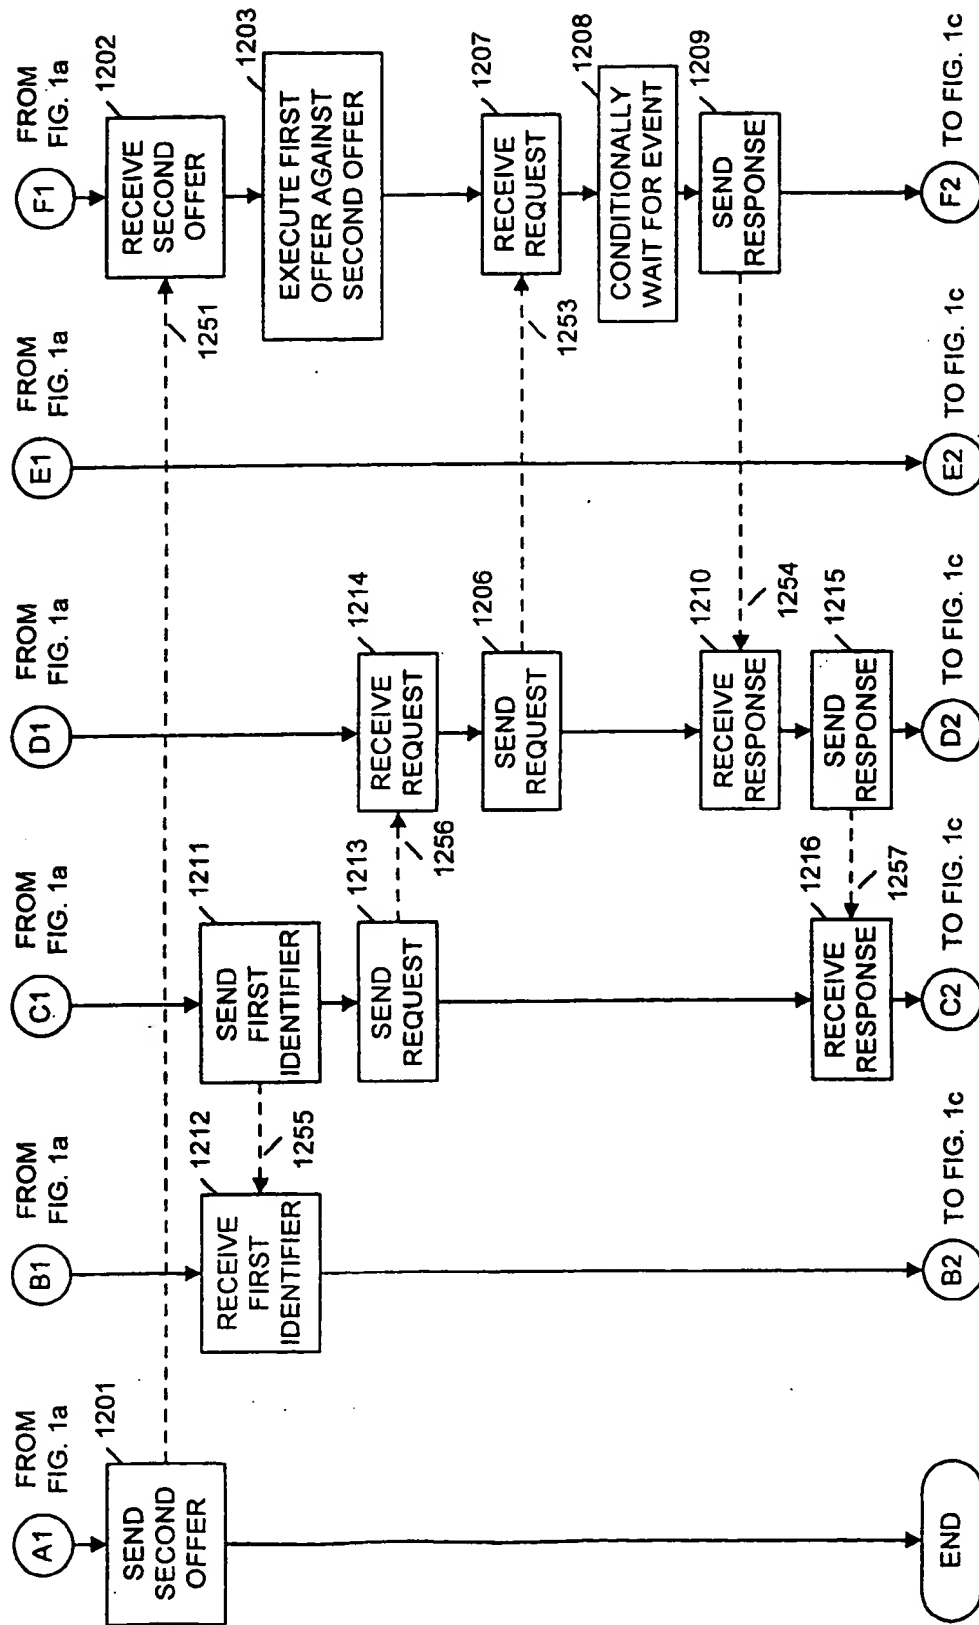 A1
FROM
FIG. 1a
1201
SEND
SECOND
OFFER
END
B1
FROM
FIG. 1a
1212
RECEIVE
FIRST
IDENTIFIER
1255
B2
TO FIG. 1c
C1
FROM
FIG. 1a
1211
SEND
FIRST
IDENTIFIER
1213
SEND
REQUEST
1256
1216
RECEIVE
RESPONSE
1257
C2
TO FIG. 1c
D1
FROM
FIG. 1a
1214
RECEIVE
REQUEST
1206
SEND
REQUEST
1210
RECEIVE
RESPONSE
1254
1215
SEND
RESPONSE
D2
TO FIG. 1c
E1
FROM
FIG. 1a
E2
TO FIG. 1c
F1
FROM
FIG. 1a
1202
RECEIVE
SECOND
OFFER
1251
1203
EXECUTE FIRST
OFFER AGAINST
SECOND OFFER
1207
RECEIVE
REQUEST
1253
1208
CONDITIONALLY
WAIT FOR EVENT
1209
SEND
RESPONSE
F2
TO FIG. 1c